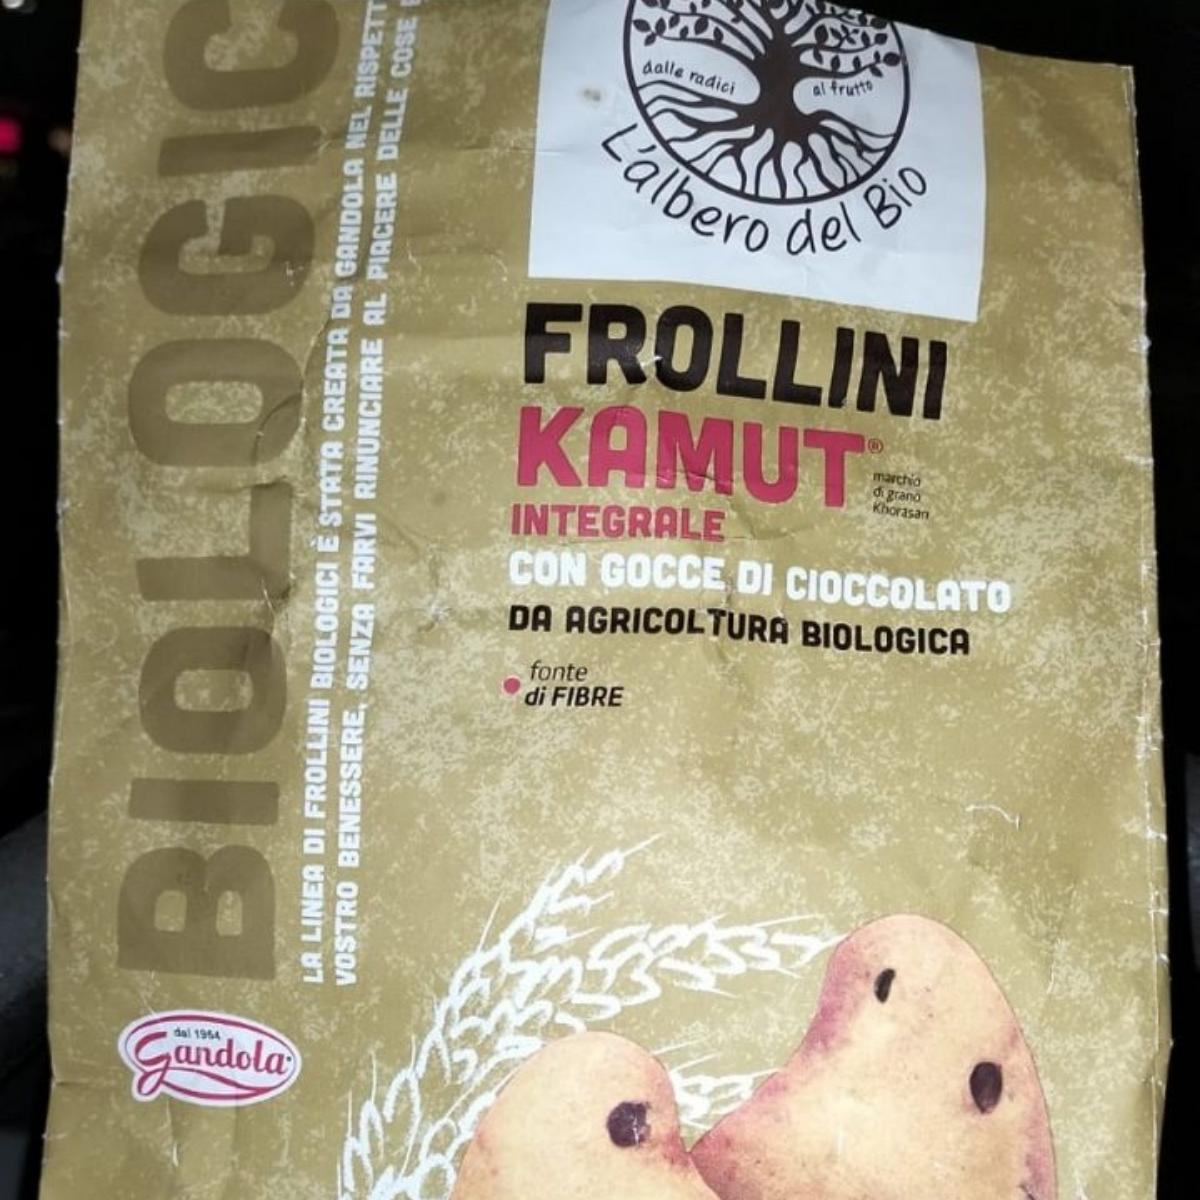 dalle radici
al frutto
L'albero del Bio
FROLLINI
KAMUT®
marchio
di grano
Khorasan
INTEGRALE
CON GOCCE DI CIOCCOLATO
DA AGRICOLTURA BIOLOGICA
fonte
di FIBRE
BIOLOGIC
LA LINEA DI FROLLINI BIOLOGICI È STATA CREATA DA GANDOLA NEL RISPETT
VOSTRO BENESSERE, SENZA FARVI RINUNCIARE AL PIACERE DELLE COSE
dal 1964
Gandola